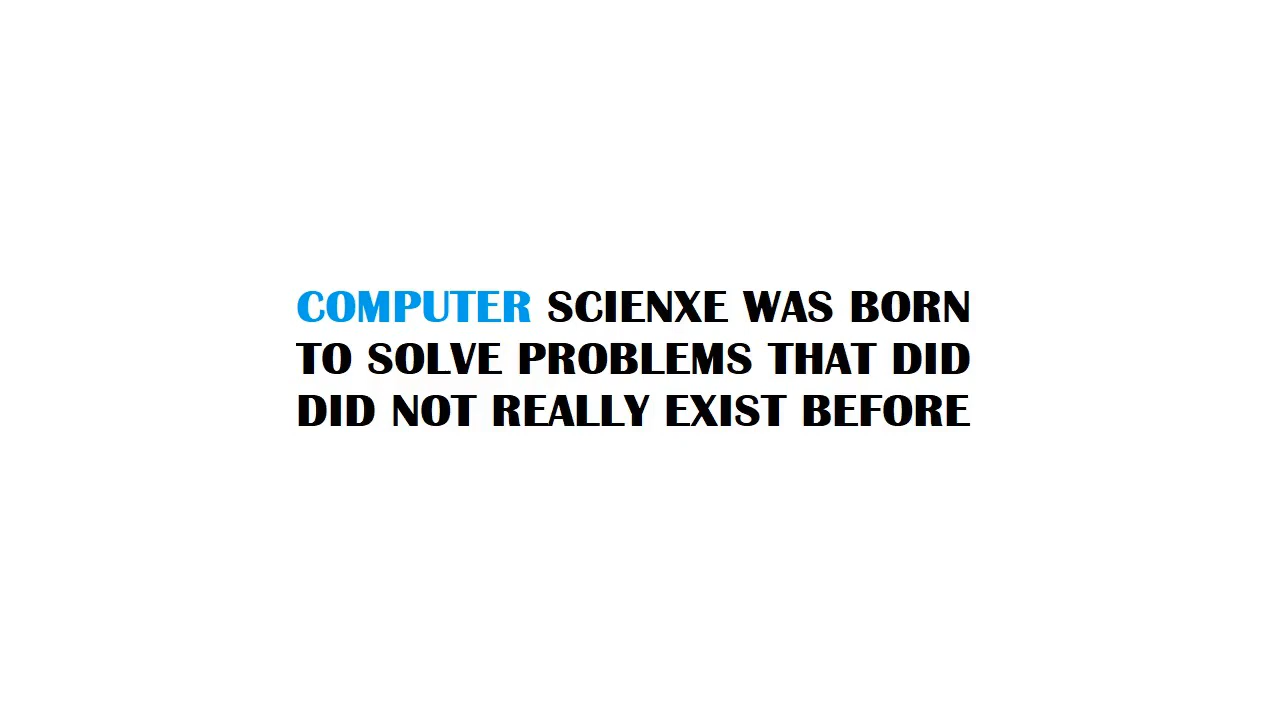 COMPUTER SCIENXE WAS BORN
TO SOLVE PROBLEMS THAT DID
DID NOT REALLY EXIST BEFORE